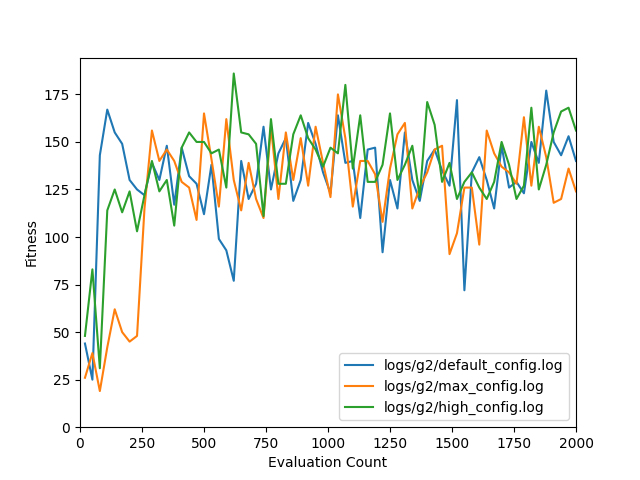 175
150
125
100
75
50
25
0
Fitness
0 250 500 750 1000 1250 1500 1750 2000
Evaluation Count
logs/g2/default_config.log
logs/g2/max_config.log
logs/g2/high_config.log